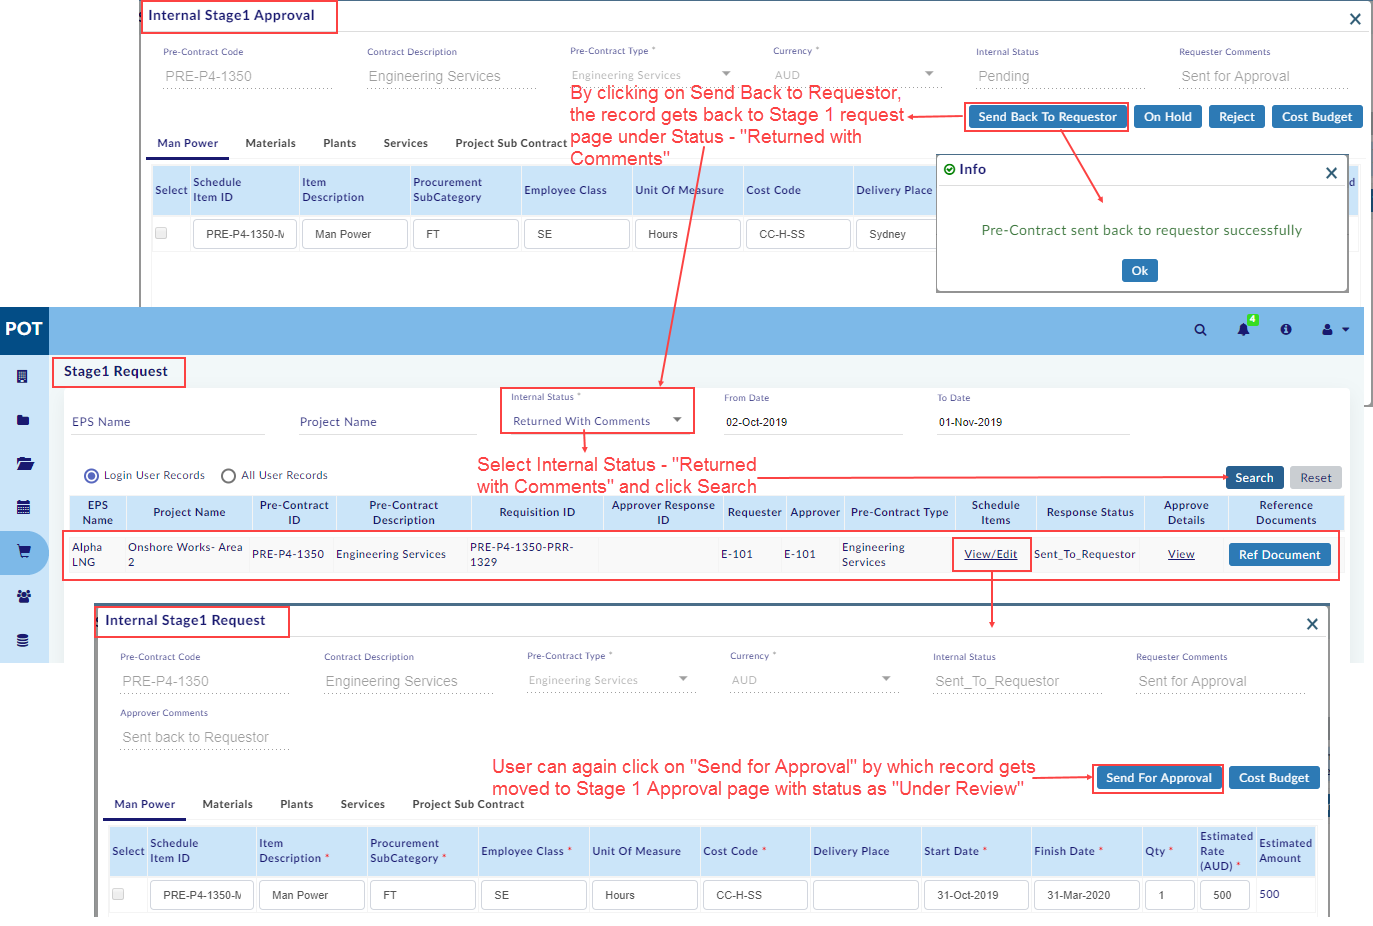 Internal Stage1 Approval
Pre-Contract Code
Contract Description
Pre-Contract Type *
Currency *
Internal Status
Requester Comments
PRE-P4-1350
Engineering Services
Engineering Services
AUD
Pending
Sent for Approval
By clicking on Send Back to Requestor,
the record gets back to Stage 1 request
page under Status - "Returned with
Comments"
Send Back To Requestor
On Hold
Reject
Cost Budget
Man Power
Materials
Plants
Services
Project Sub Contract
Info
Pre-Contract sent back to requestor successfully
Ok
Select
Schedule
Item ID
Item
Description
Procurement
SubCategory
Employee Class
Unit Of Measure
Cost Code
Delivery Place
PRE-P4-1350-M
Man Power
FT
SE
Hours
CC-H-SS
Sydney
POT
4
Stage1 Request
EPS Name
Project Name
Internal Status *
Returned With Comments
From Date
02-Oct-2019
To Date
01-Nov-2019
Select Internal Status - "Returned
with Comments" and click Search
Login User Records
All User Records
Search
Reset
EPS
Name
Project Name
Pre-Contract
ID
Pre-Contract
Description
Requisition ID
Approver Response
ID
Requester
Approver
Pre-Contract Type
Schedule
Items
Response Status
Approve
Details
Reference
Documents
Alpha
LNG
Onshore Works- Area
2
PRE-P4-1350
Engineering Services
PRE-P4-1350-PRR-
1329
E-101
E-101
Engineering
Services
View/Edit
Sent_To_Requestor
View
Ref Document
Internal Stage1 Request
Pre-Contract Code
Contract Description
Pre-Contract Type *
Currency *
Internal Status
Requester Comments
PRE-P4-1350
Engineering Services
Engineering Services
AUD
Sent_To_Requestor
Sent for Approval
Approver Comments
Sent back to Requestor
User can again click on "Send for Approval" by which record gets
moved to Stage 1 Approval page with status as "Under Review"
Send For Approval
Cost Budget
Man Power
Materials
Plants
Services
Project Sub Contract
Select
Schedule
Item ID
Item
Description *
Procurement
SubCategory *
Employee Class *
Unit Of Measure
Cost Code *
Delivery Place
Start Date *
Finish Date *
Qty *
Estimated
Rate
(AUD) *
Estimated
Amount
PRE-P4-1350-M
Man Power
FT
SE
Hours
CC-H-SS
31-Oct-2019
31-Mar-2020
1
500
500